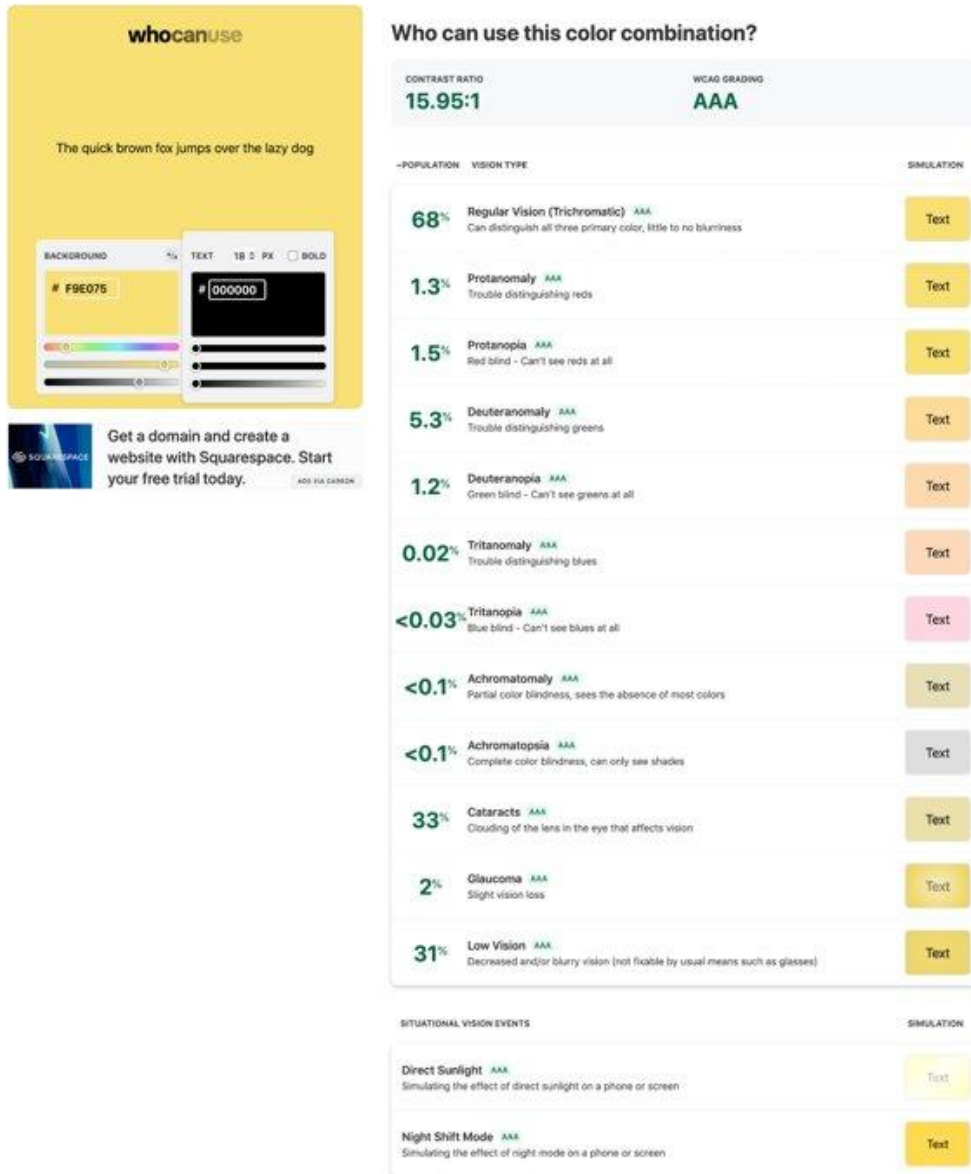 whocanuse
The quick brown fox jumps over the lazy dog
BACKGROUND
# F9E075
TEXT 18 PX BOLD
# 000000
SQUARESPACE
Get a domain and create a
website with Squarespace. Start
your free trial today.
ADS VIA CARBON
Who can use this color combination?
CONTRAST RATIO WCAG GRADING
15.95:1 AAA
~POPULATION VISION TYPE SIMULATION
68% Regular Vision (Trichromatic) AAA Text
Can distinguish all three primary color, little to no blurriness
1.3% Protanomaly AAA Text
Trouble distinguishing reds
1.5% Protanopia AAA Text
Red blind - Can't see reds at all
5.3% Deuteranomaly AAA Text
Trouble distinguishing greens
1.2% Deuteranopia AAA Text
Green blind - Can't see greens at all
0.02% Tritanomaly AAA Text
Trouble distinguishing blues
<0.03% Tritanopia AAA Text
Blue blind - Can't see blues at all
<0.1% Achromatomaly AAA Text
Partial color blindness, sees the absence of most colors
<0.1% Achromatopsia AAA Text
Complete color blindness, can only see shades
33% Cataracts AAA Text
Clouding of the lens in the eye that affects vision
2% Glaucoma AAA Text
Slight vision loss
31% Low Vision AAA Text
Decreased and/or blurry vision (not fixable by usual means such as glasses)
SITUATIONAL VISION EVENTS SIMULATION
Direct Sunlight AAA Text
Simulating the effect of direct sunlight on a phone or screen
Night Shift Mode AAA Text
Simulating the effect of night mode on a phone or screen